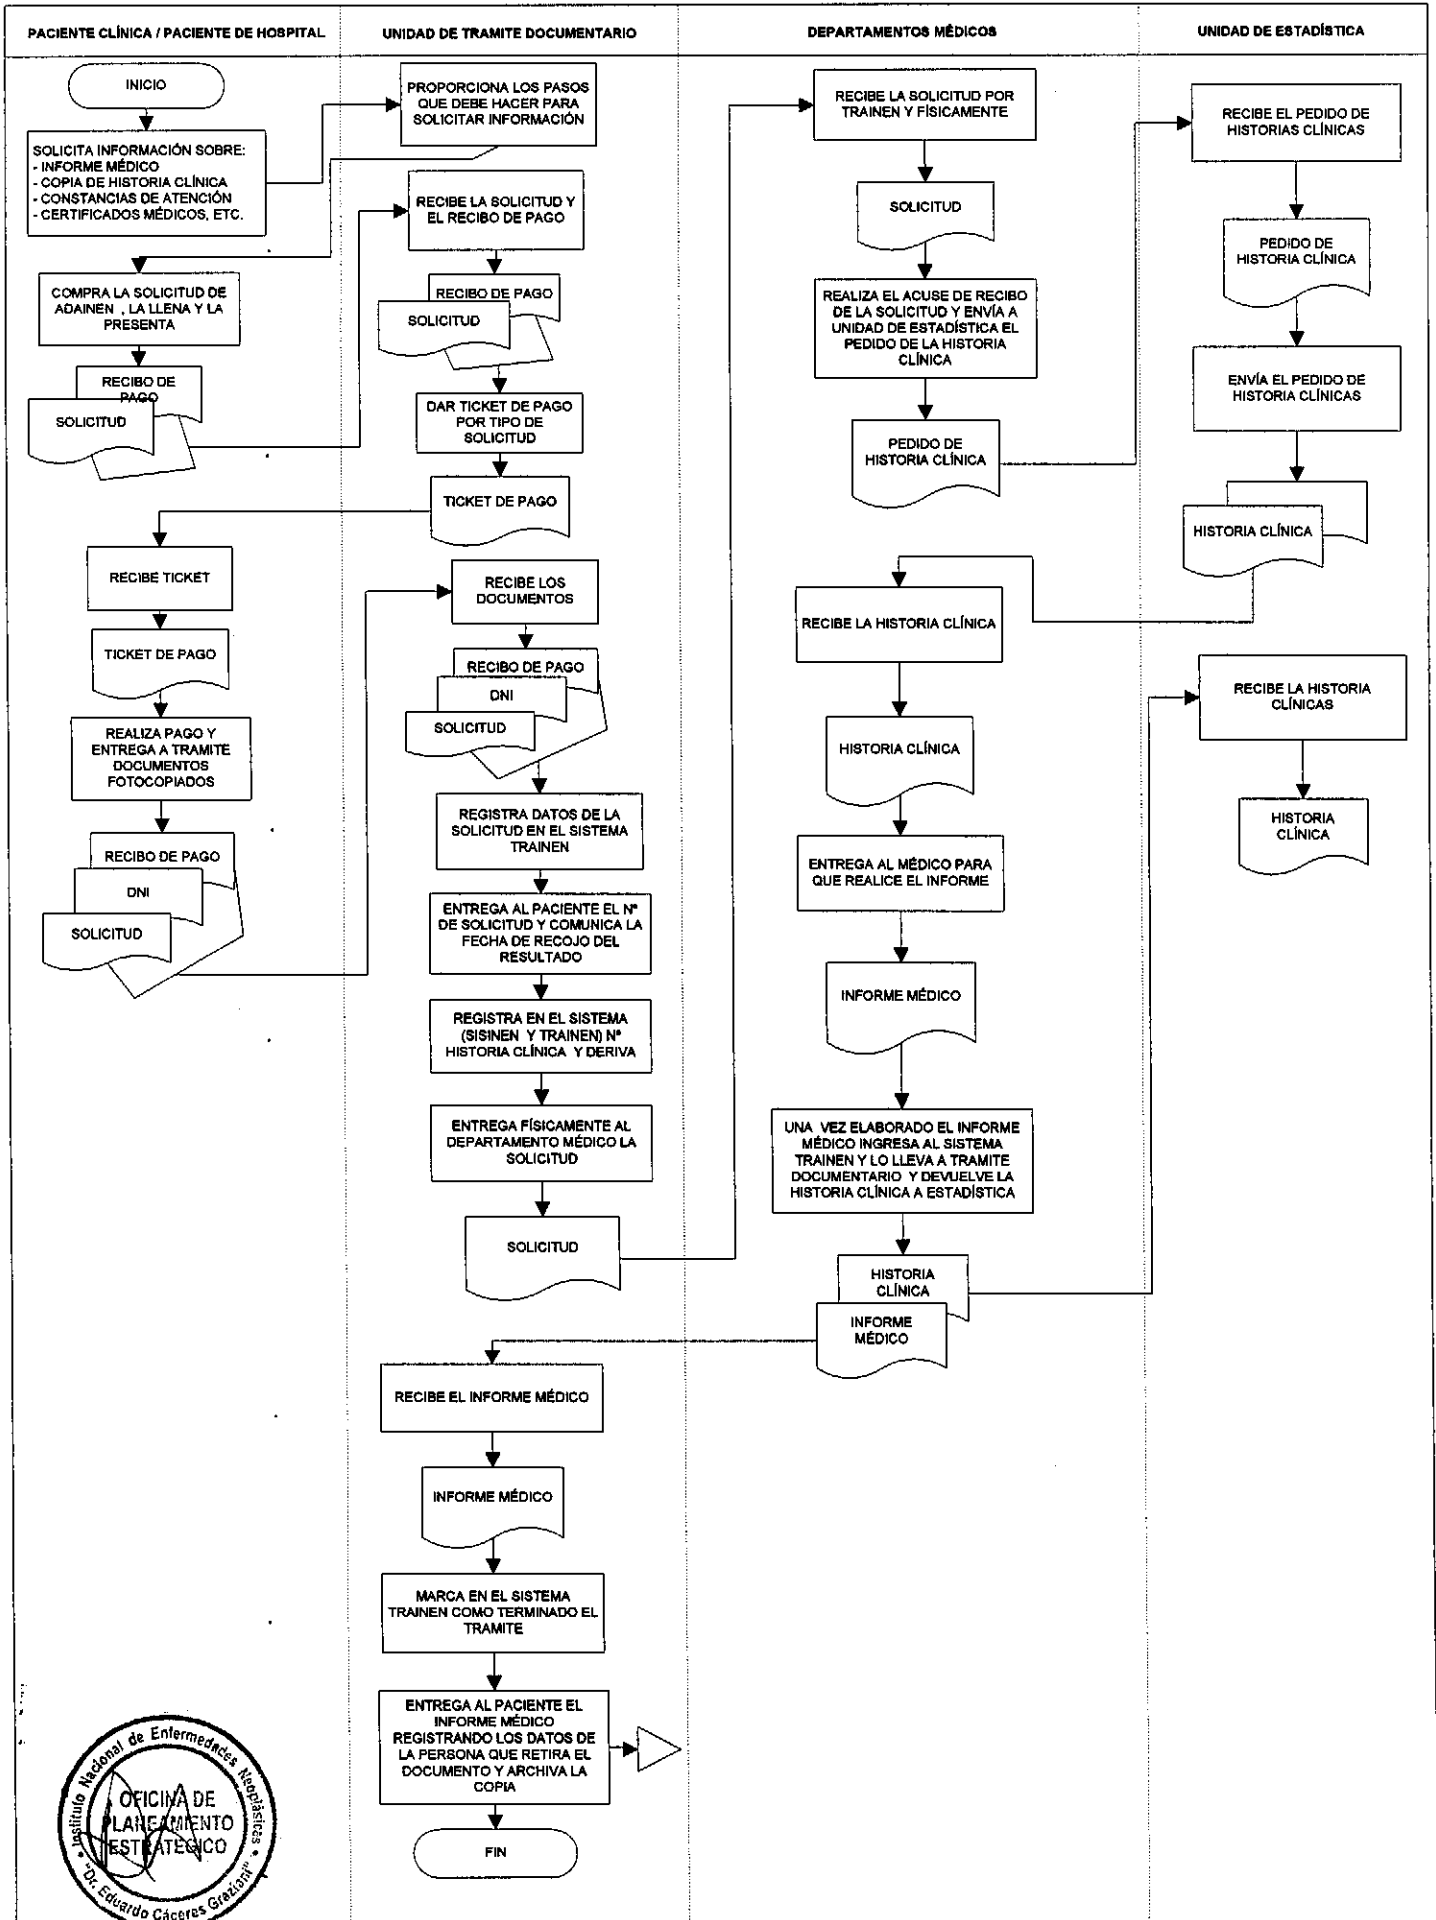 PACIENTE CLÍNICA / PACIENTE DE HOSPITAL
UNIDAD DE TRAMITE DOCUMENTARIO
DEPARTAMENTOS MÉDICOS
UNIDAD DE ESTADÍSTICA
INICIO
SOLICITA INFORMACIÓN SOBRE:
- INFORME MÉDICO
- COPIA DE HISTORIA CLÍNICA
- CONSTANCIAS DE ATENCIÓN
- CERTIFICADOS MÉDICOS, ETC.
COMPRA LA SOLICITUD DE
ADAINEN , LA LLENA Y LA
PRESENTA
RECIBO DE
PAGO
SOLICITUD
RECIBE TICKET
TICKET DE PAGO
REALIZA PAGO Y
ENTREGA A TRAMITE
DOCUMENTOS
FOTOCOPIADOS
RECIBO DE PAGO
DNI
SOLICITUD
PROPORCIONA LOS PASOS
QUE DEBE HACER PARA
SOLICITAR INFORMACIÓN
RECIBE LA SOLICITUD Y
EL RECIBO DE PAGO
RECIBO DE PAGO
SOLICITUD
DAR TICKET DE PAGO
POR TIPO DE
SOLICITUD
TICKET DE PAGO
RECIBE LOS
DOCUMENTOS
RECIBO DE PAGO
DNI
SOLICITUD
REGISTRA DATOS DE LA
SOLICITUD EN EL SISTEMA
TRAINEN
ENTREGA AL PACIENTE EL Nº
DE SOLICITUD Y COMUNICA LA
FECHA DE RECOJO DEL
RESULTADO
REGISTRA EN EL SISTEMA
(SISINEN Y TRAINEN) Nº
HISTORIA CLÍNICA Y DERIVA
ENTREGA FÍSICAMENTE AL
DEPARTAMENTO MÉDICO LA
SOLICITUD
SOLICITUD
RECIBE EL INFORME MÉDICO
INFORME MÉDICO
MARCA EN EL SISTEMA
TRAINEN COMO TERMINADO EL
TRAMITE
ENTREGA AL PACIENTE EL
INFORME MÉDICO
REGISTRANDO LOS DATOS DE
LA PERSONA QUE RETIRA EL
DOCUMENTO Y ARCHIVA LA
COPIA
FIN
RECIBE LA SOLICITUD POR
TRAINEN Y FÍSICAMENTE
SOLICITUD
REALIZA EL ACUSE DE RECIBO
DE LA SOLICITUD Y ENVÍA A
UNIDAD DE ESTADÍSTICA EL
PEDIDO DE LA HISTORIA
CLÍNICA
PEDIDO DE
HISTORIA CLÍNICA
RECIBE LA HISTORIA CLÍNICA
HISTORIA CLÍNICA
ENTREGA AL MÉDICO PARA
QUE REALICE EL INFORME
INFORME MÉDICO
UNA VEZ ELABORADO EL INFORME
MÉDICO INGRESA AL SISTEMA
TRAINEN Y LO LLEVA A TRAMITE
DOCUMENTARIO Y DEVUELVE LA
HISTORIA CLÍNICA A ESTADÍSTICA
HISTORIA
CLÍNICA
INFORME
MÉDICO
RECIBE EL PEDIDO DE
HISTORIAS CLÍNICAS
PEDIDO DE
HISTORIA CLÍNICA
ENVÍA EL PEDIDO DE
HISTORIA CLÍNICAS
HISTORIA CLÍNICA
RECIBE LA HISTORIA
CLÍNICAS
HISTORIA
CLÍNICA
Instituto Nacional de Enfermedades Neoplásicas
OFICINA DE
PLANEAMIENTO
ESTRATEGICO
"Dr. Eduardo Cáceres Graziani"